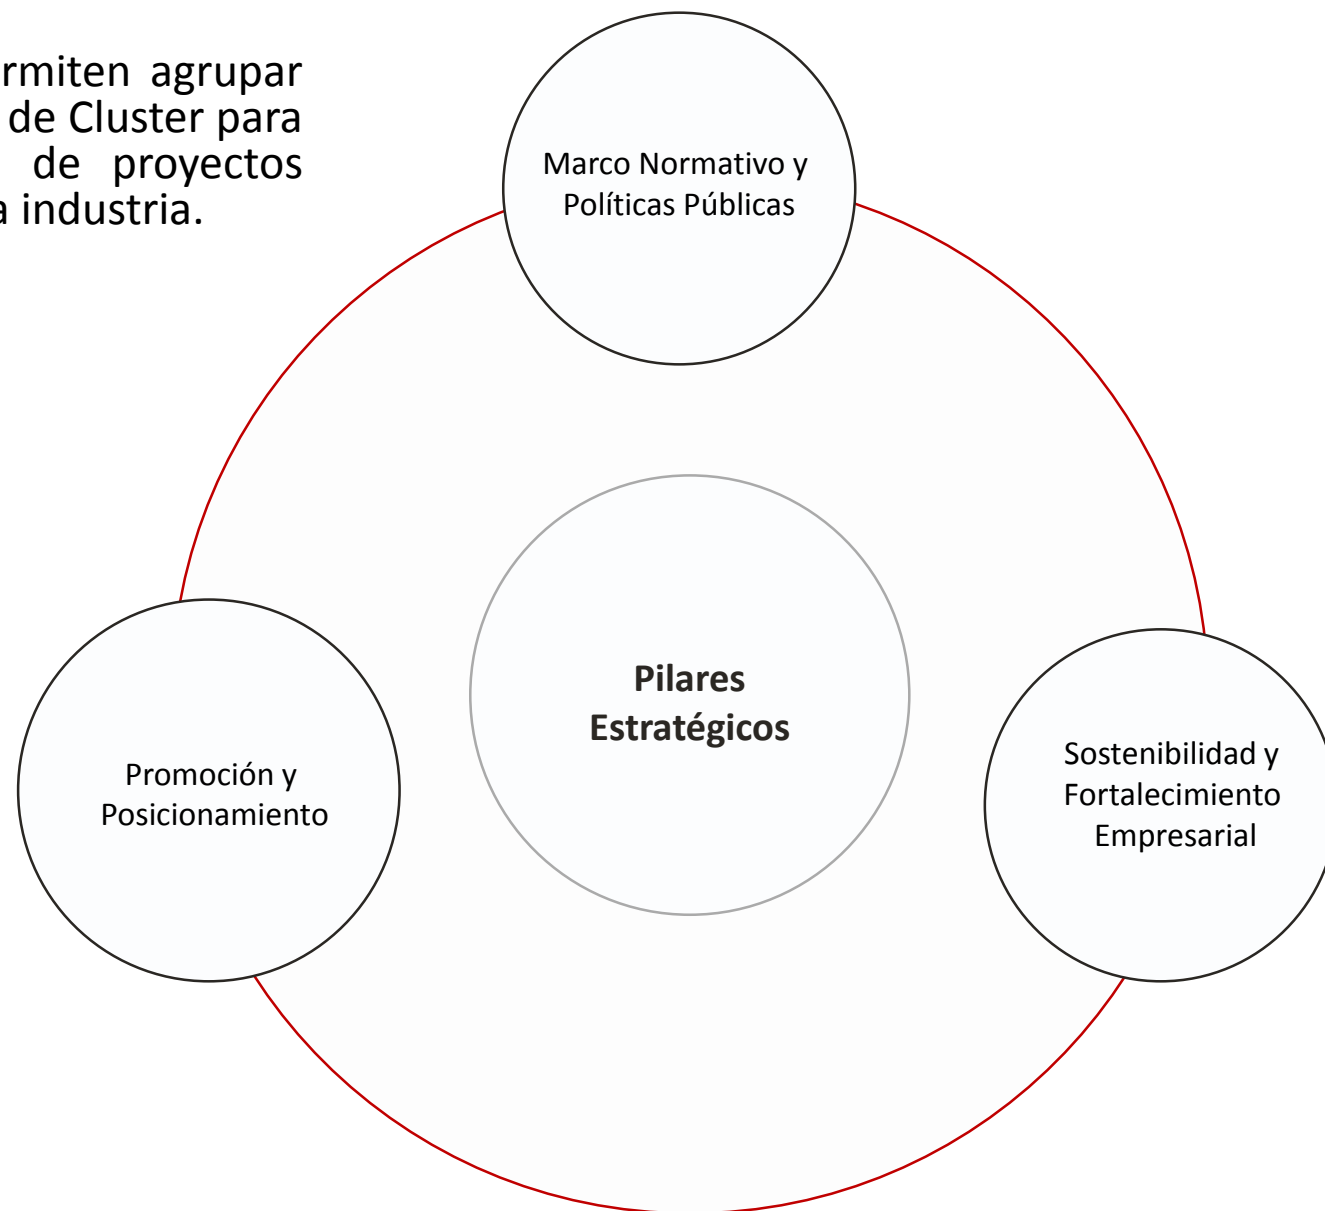 rmiten agrupar
de Cluster para
de proyectos
a industria.
Marco Normativo y
Políticas Públicas
Pilares
Estratégicos
Promoción y
Posicionamiento
Sostenibilidad y
Fortalecimiento
Empresarial